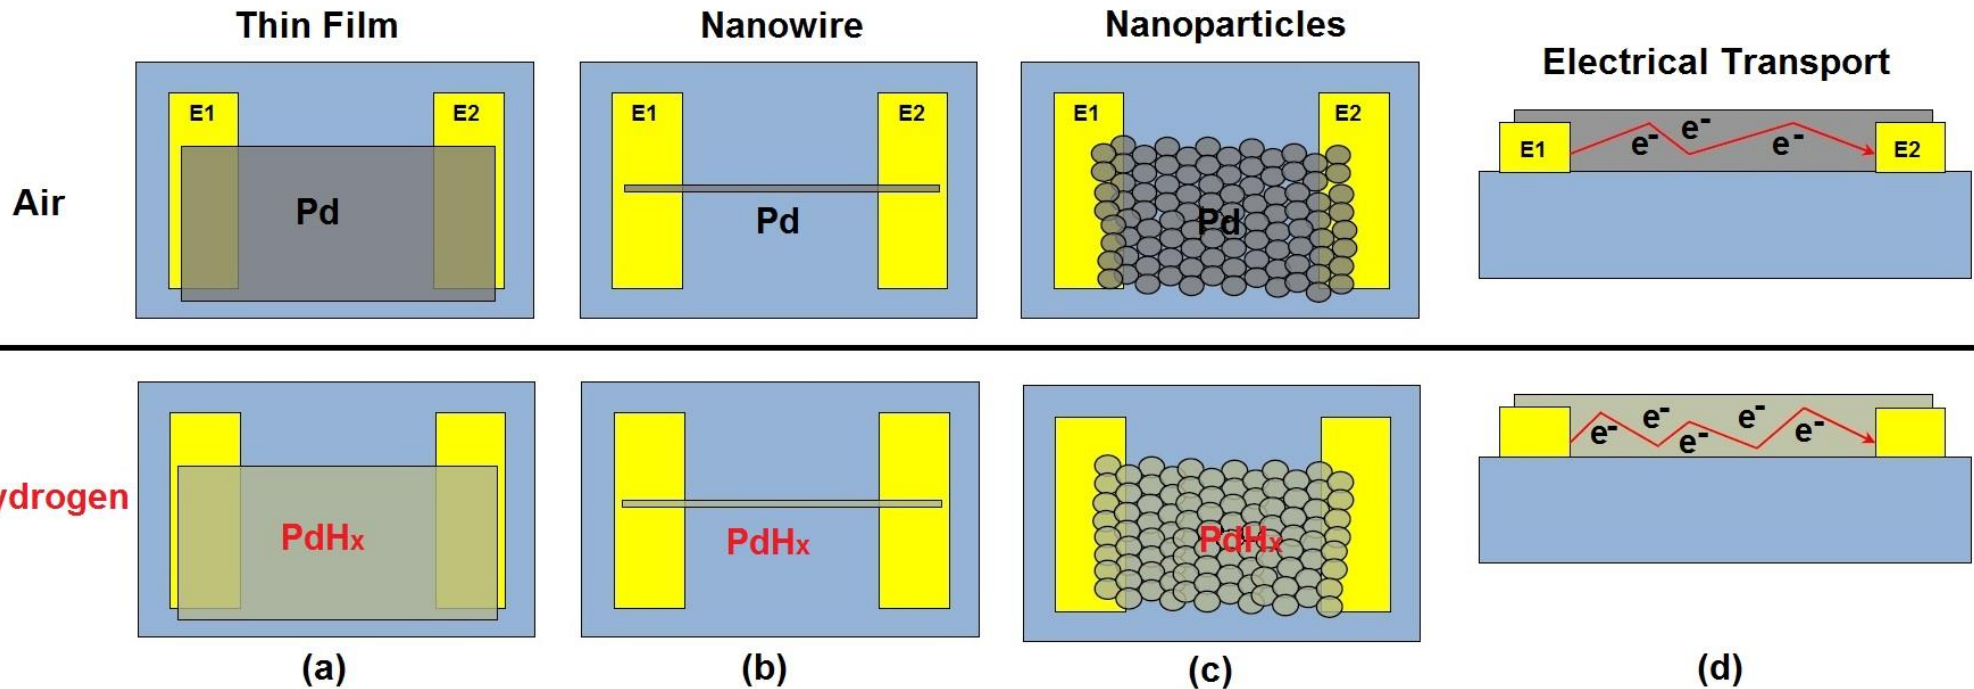 Thin Film
Nanowire
Nanoparticles
Electrical Transport
Air
E1
E2
Pd
E1
E2
Pd
E1
E2
Pd
E1
e-
e-
e-
E2
ydrogen
PdHx
PdHx
PdHx
e-
e-
e-
e-
e-
(a)
(b)
(c)
(d)